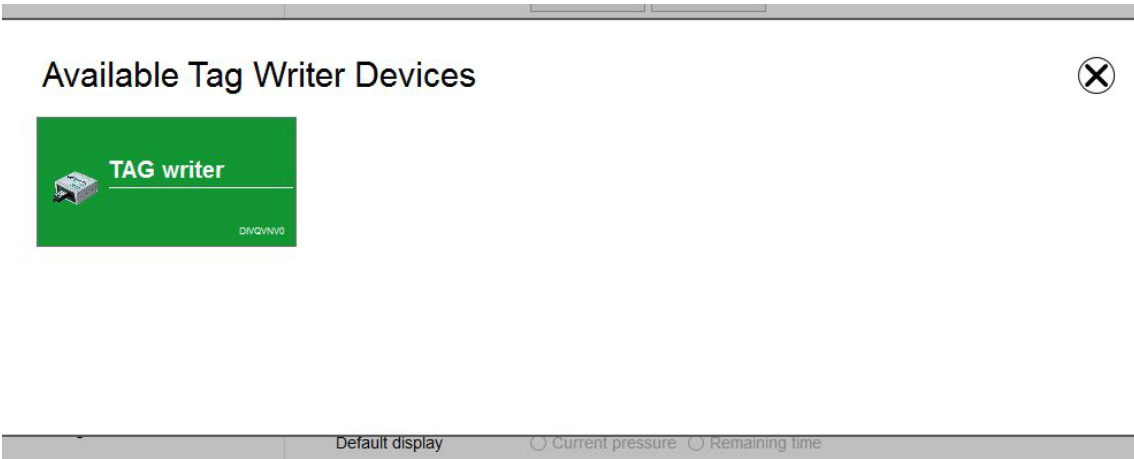 Available Tag Writer Devices
TAG writer
DIVQVNV0
Default display Current pressure Remaining time